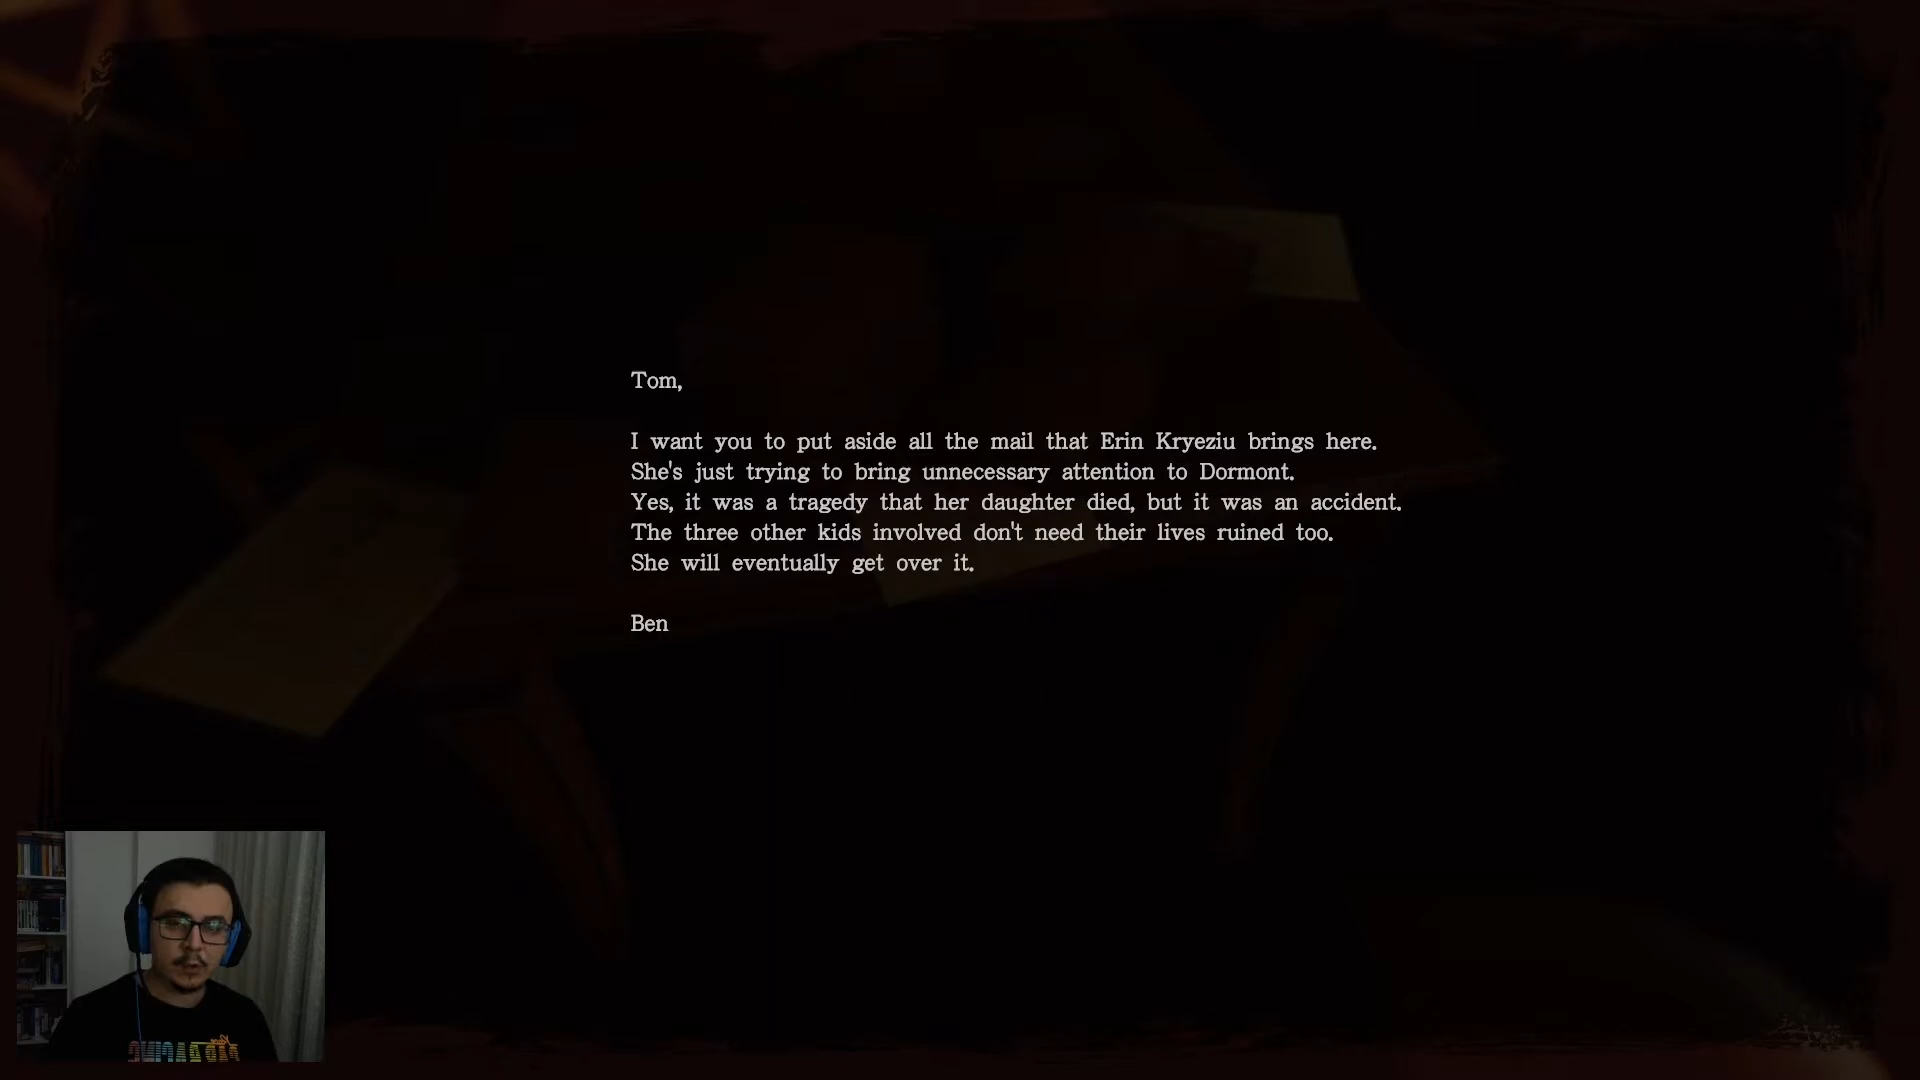 Tom,
I want you to put aside all the mail that Erin Kryeziu brings here.
She's just trying to bring unnecessary attention to Dormont.
Yes, it was a tragedy that her daughter died, but it was an accident.
The three other kids involved don't need their lives ruined too.
She will eventually get over it.
Ben